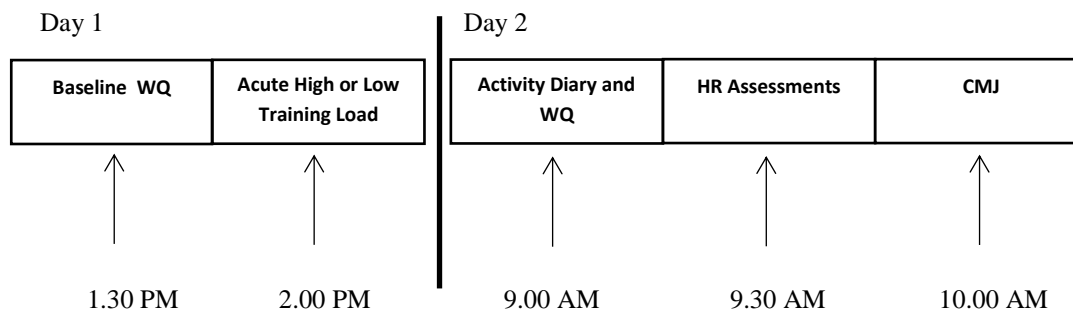 Day 1
Day 2
Baseline WQ
Acute High or Low
Training Load
Activity Diary and
WQ
HR Assessments
CMJ
1.30 PM
2.00 PM
9.00 AM
9.30 AM
10.00 AM